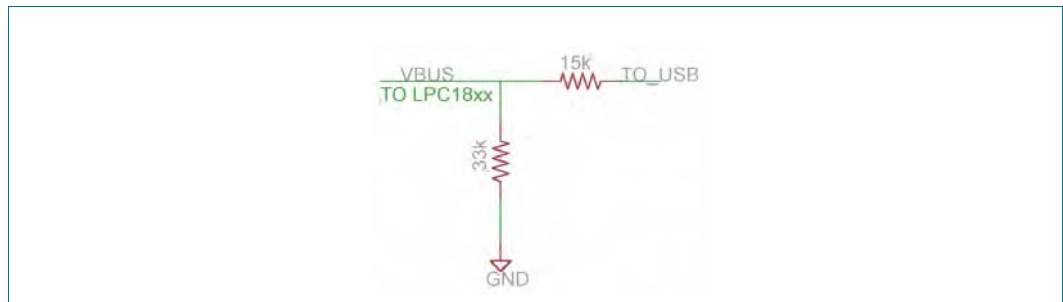 15k
VBUS
TO_USB
TO LPC18xx
33k
GND